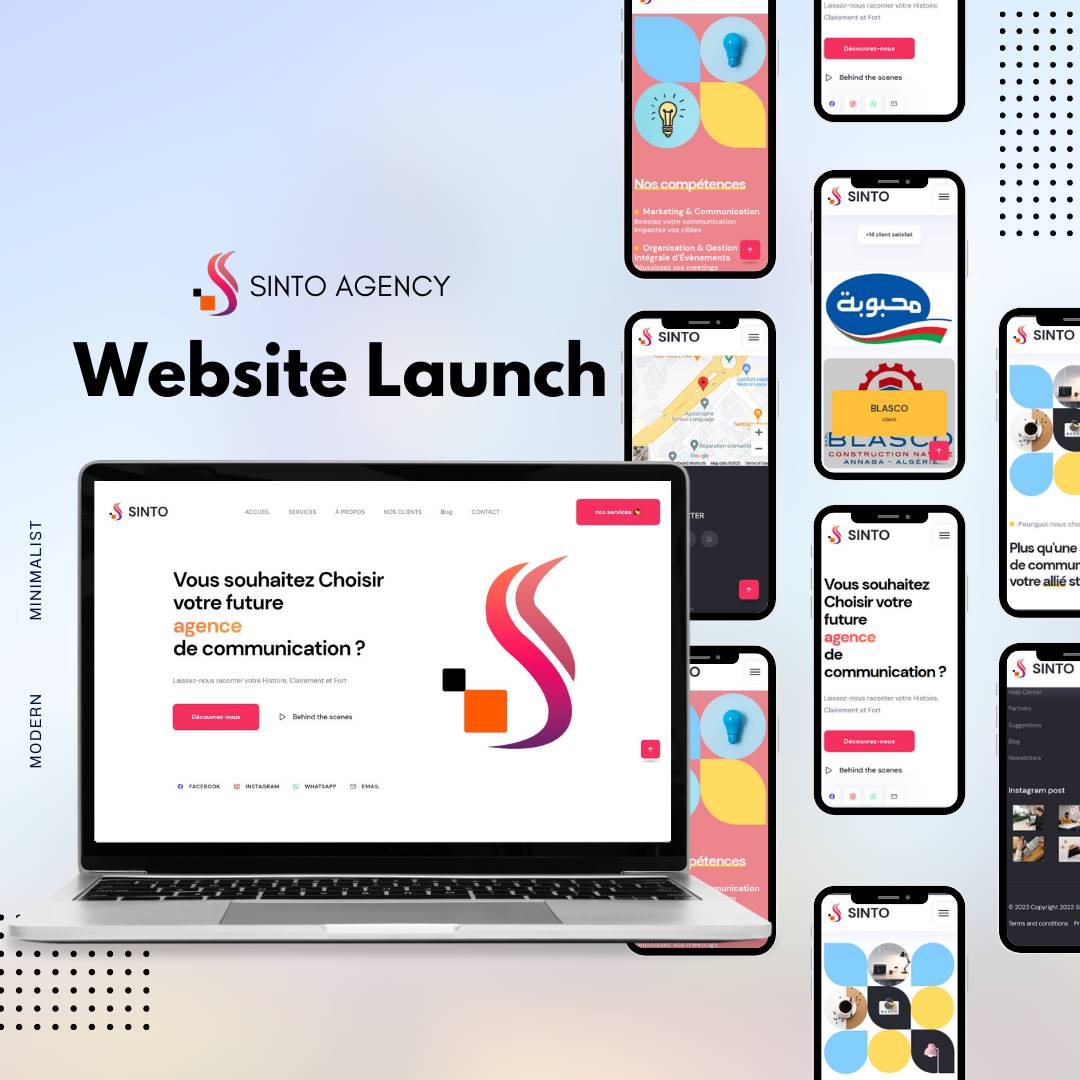 SINTO AGENCY
Website Launch
MINIMALIST
MODERN
SINTO
ACCUEIL
SERVICES
À PROPOS
NOS CLIENTS
Blog
CONTACT
nos services
Vous souhaitez Choisir
votre future
agence
de communication ?
Laissez-nous raconter votre Histoire, Clairement et Fort
Découvrez-nous
Behind the scenes
FACEBOOK
INSTAGRAM
WHATSAPP
EMAIL
Nos compétences
Marketing & Communication
Boostez votre communication
Impactez vos cibles
Organisation & Gestion
Intégrale d'Évènements
Réussissez vos meetings
SINTO
Apostrophe
School Language
Réparation crémaillère
Google
Map data ©2023
TER
pétences
munication
Réussissez vos meetings
Laissez-nous raconter votre Histoire,
Clairement et Fort
Découvrez-nous
Behind the scenes
SINTO
+14 client satisfait
محبوبة
BLASCO
client
BLASCO
CONSTRUCTION NA
ANNABA - ALGÉRIE
SINTO
Vous souhaitez
Choisir votre
future
agence
de
communication ?
Laissez-nous raconter votre Histoire,
Clairement et Fort
Découvrez-nous
Behind the scenes
SINTO
SINTO
Pourquoi nous cho
Plus qu'une
de commun
votre allié st
SINTO
Help Center
Partners
Suggestions
Blog
Newsletters
Instagram post
© 2023 Copyright 2023 S
Terms and conditions